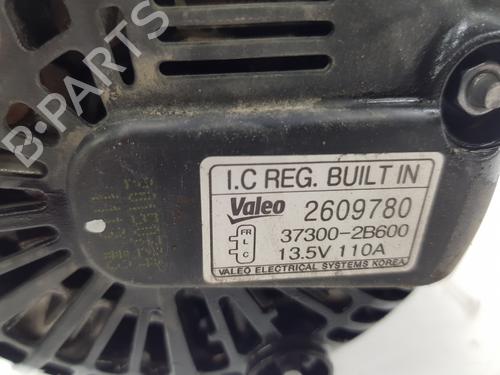 B-PARTS
I.C REG. BUILT IN
Valeo 2609780
FR
L
C
37300-2B600
13.5V 110A
VALEO ELECTRICAL SYSTEMS KOREA